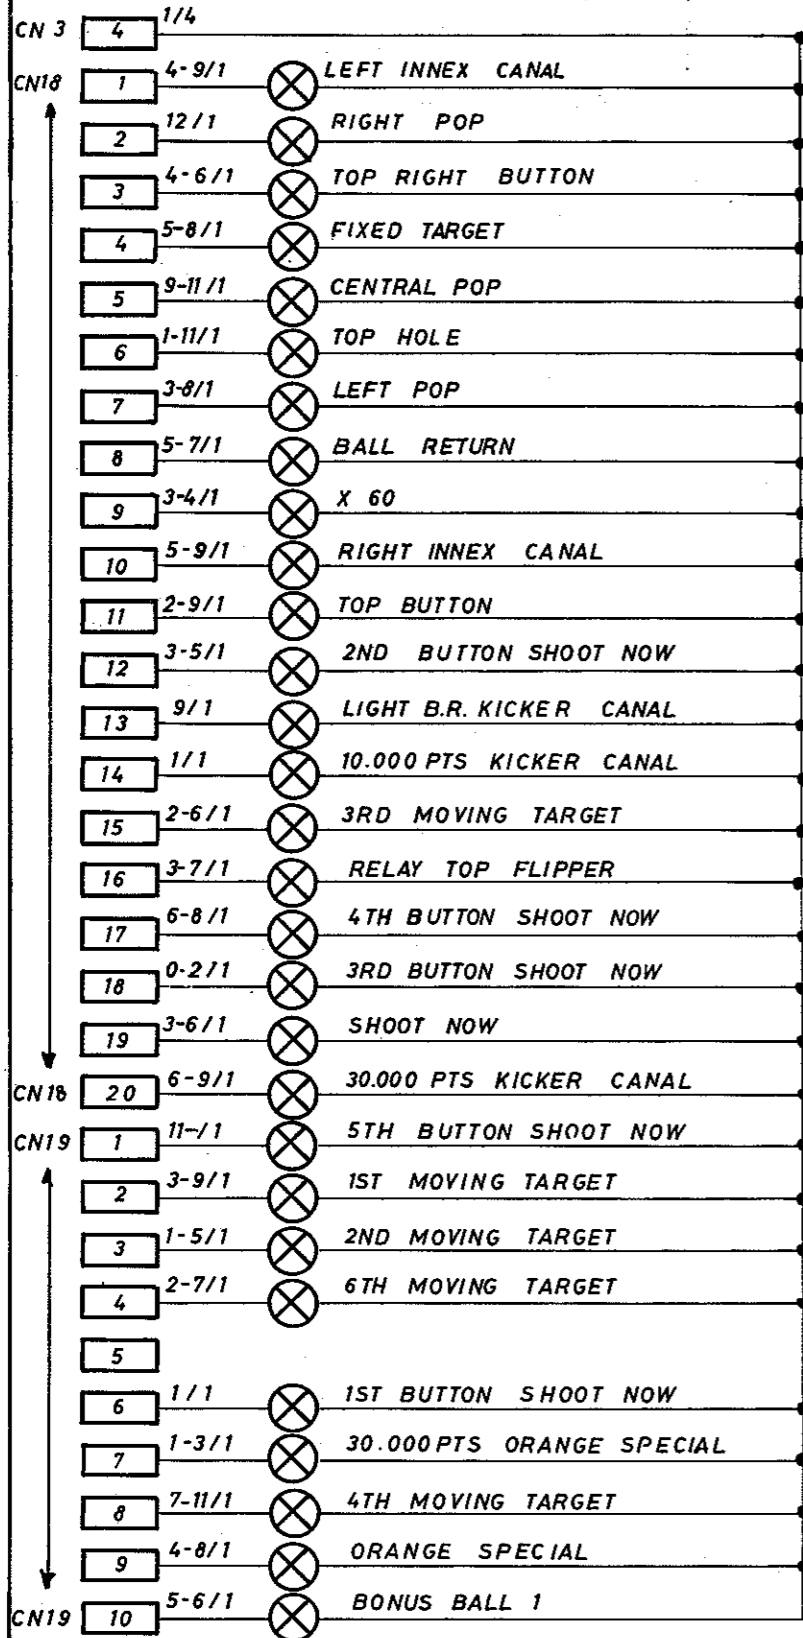 CN 3 4 1/4
CN18 1 4-9/1 LEFT INNEX CANAL
2 12/1 RIGHT POP
3 4-6/1 TOP RIGHT BUTTON
4 5-8/1 FIXED TARGET
5 9-11/1 CENTRAL POP
6 1-11/1 TOP HOLE
7 3-8/1 LEFT POP
8 5-7/1 BALL RETURN
9 3-4/1 X 60
10 5-9/1 RIGHT INNEX CANAL
11 2-9/1 TOP BUTTON
12 3-5/1 2ND BUTTON SHOOT NOW
13 9/1 LIGHT B.R. KICKER CANAL
14 1/1 10.000 PTS KICKER CANAL
15 2-6/1 3RD MOVING TARGET
16 3-7/1 RELAY TOP FLIPPER
17 6-8/1 4TH BUTTON SHOOT NOW
18 0-2/1 3RD BUTTON SHOOT NOW
19 3-6/1 SHOOT NOW
CN18 20 6-9/1 30.000 PTS KICKER CANAL
CN19 1 11-/1 5TH BUTTON SHOOT NOW
2 3-9/1 1ST MOVING TARGET
3 1-5/1 2ND MOVING TARGET
4 2-7/1 6TH MOVING TARGET
5
6 1/1 1ST BUTTON SHOOT NOW
7 1-3/1 30.000PTS ORANGE SPECIAL
8 7-11/1 4TH MOVING TARGET
9 4-8/1 ORANGE SPECIAL
CN19 10 5-6/1 BONUS BALL 1